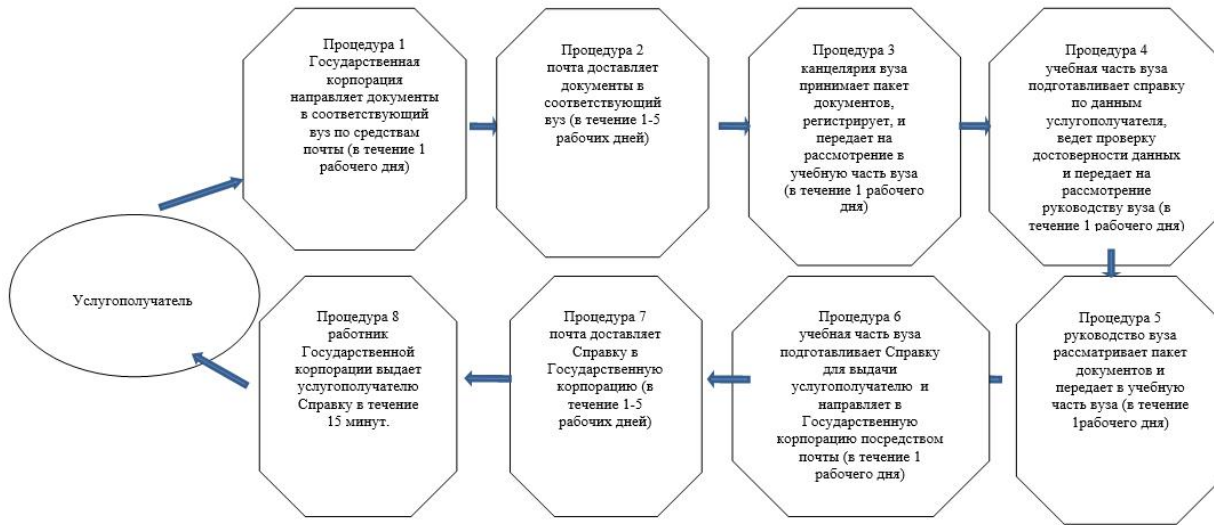 Процедура 1
Государственная
корпорация
направляет документы
в соответствующий
вуз по средствам
почты (в течение 1
рабочего дня)
Процедура 2
почта доставляет
документы в
соответствующий
вуз (в течение 1-5
рабочих дней)
Процедура 3
канцелярия вуза
принимает пакет
документов,
регистрирует, и
передает на
рассмотрение в
учебную часть вуза
(в течение 1 рабочего
дня)
Процедура 4
учебная часть вуза
подготавливает справку
по данным
услугополучателя,
ведет проверку
достоверности данных
и передает на
рассмотрение
руководству вуза (в
течение 1 рабочего дня)
Процедура 5
руководство вуза
рассматривает пакет
документов и
передает в учебную
часть вуза (в течение
1рабочего дня)
Процедура 6
учебная часть вуза
подготавливает Справку
для выдачи
услугополучателю и
направляет в
Государственную
корпорацию посредством
почты (в течение 1
рабочего дня)
Процедура 7
почта доставляет
Справку в
Государственную
корпорацию (в
течение 1-5
рабочих дней)
Процедура 8
работник
Государственной
корпорации выдает
услугополучателю
Справку в течение
15 минут.
Услугополучатель